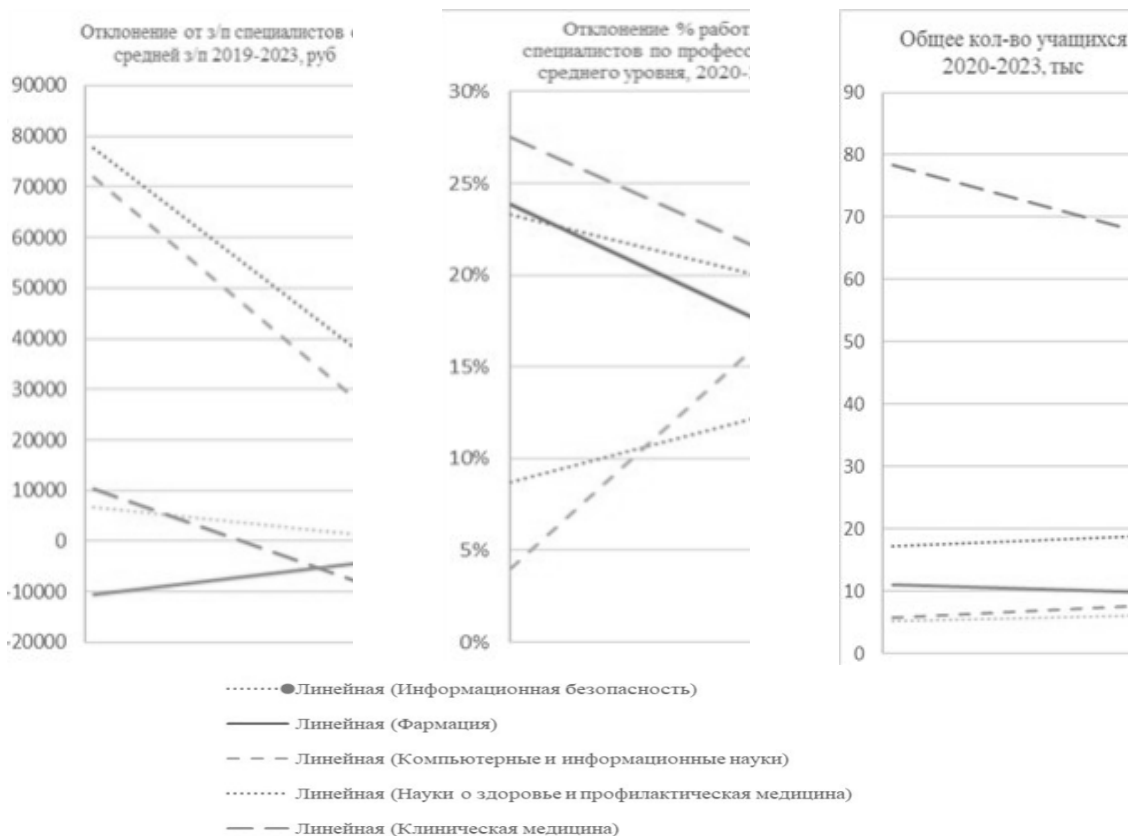 Отклонение от з/п специалистов
средней з/п 2019-2023, руб
90000
80000
70000
60000
50000
40000
30000
20000
10000
0
-10000
-20000
Отклонение % работ
специалистов по професс
среднего уровня, 2020-
30%
25%
20%
15%
10%
5%
0%
Общее кол-во учащихся
2020-2023, тыс
90
80
70
60
50
40
30
20
10
0
Линейная (Информационная безопасность)
Линейная (Фармация)
Линейная (Компьютерные и информационные науки)
Линейная (Науки о здоровье и профилактическая медицина)
Линейная (Клиническая медицина)